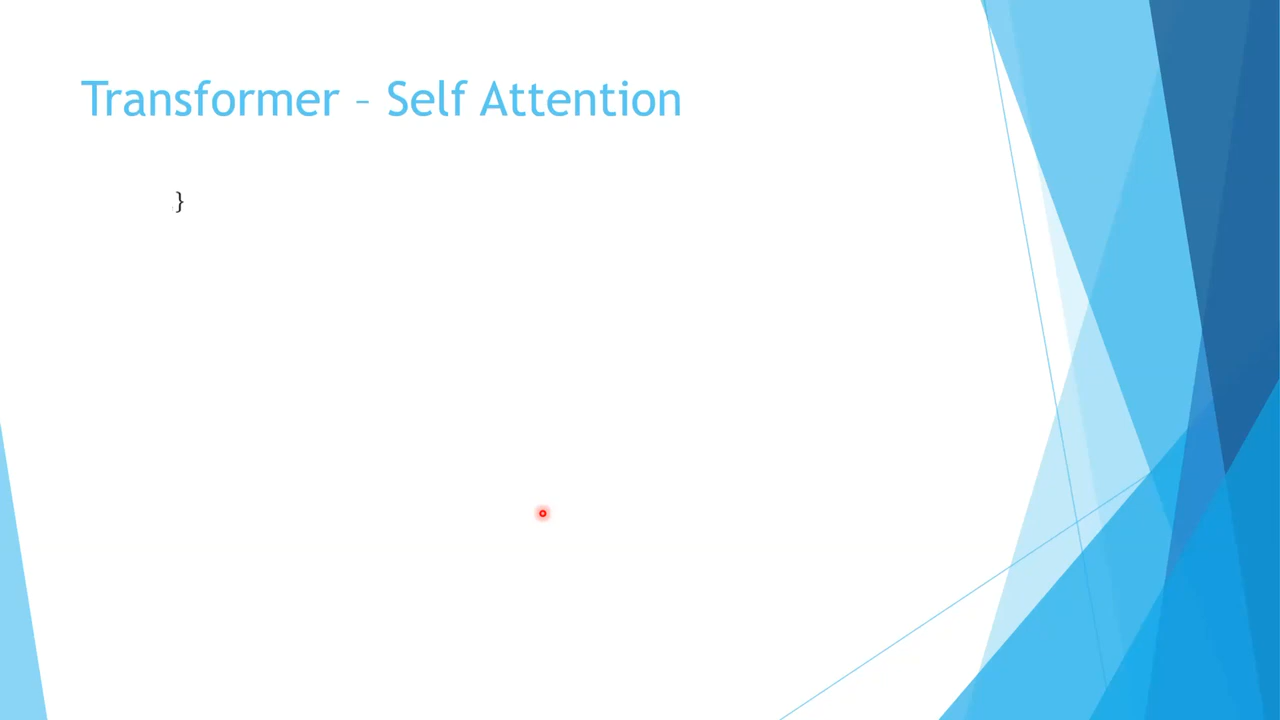 Transformer – Self Attention
}